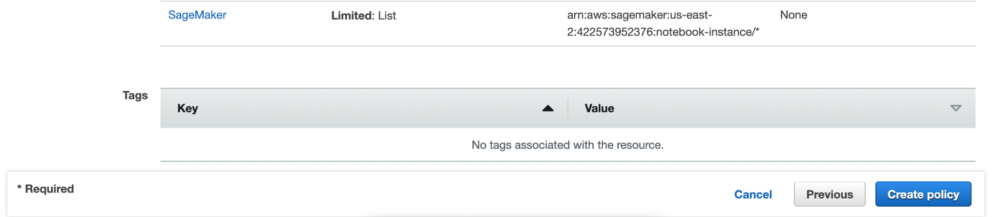 SageMaker Limited: List arn:aws:sagemaker:us-east- None
2:422573952376:notebook-instance/*
Tags
Key Value
No tags associated with the resource.
* Required
Cancel Previous Create policy